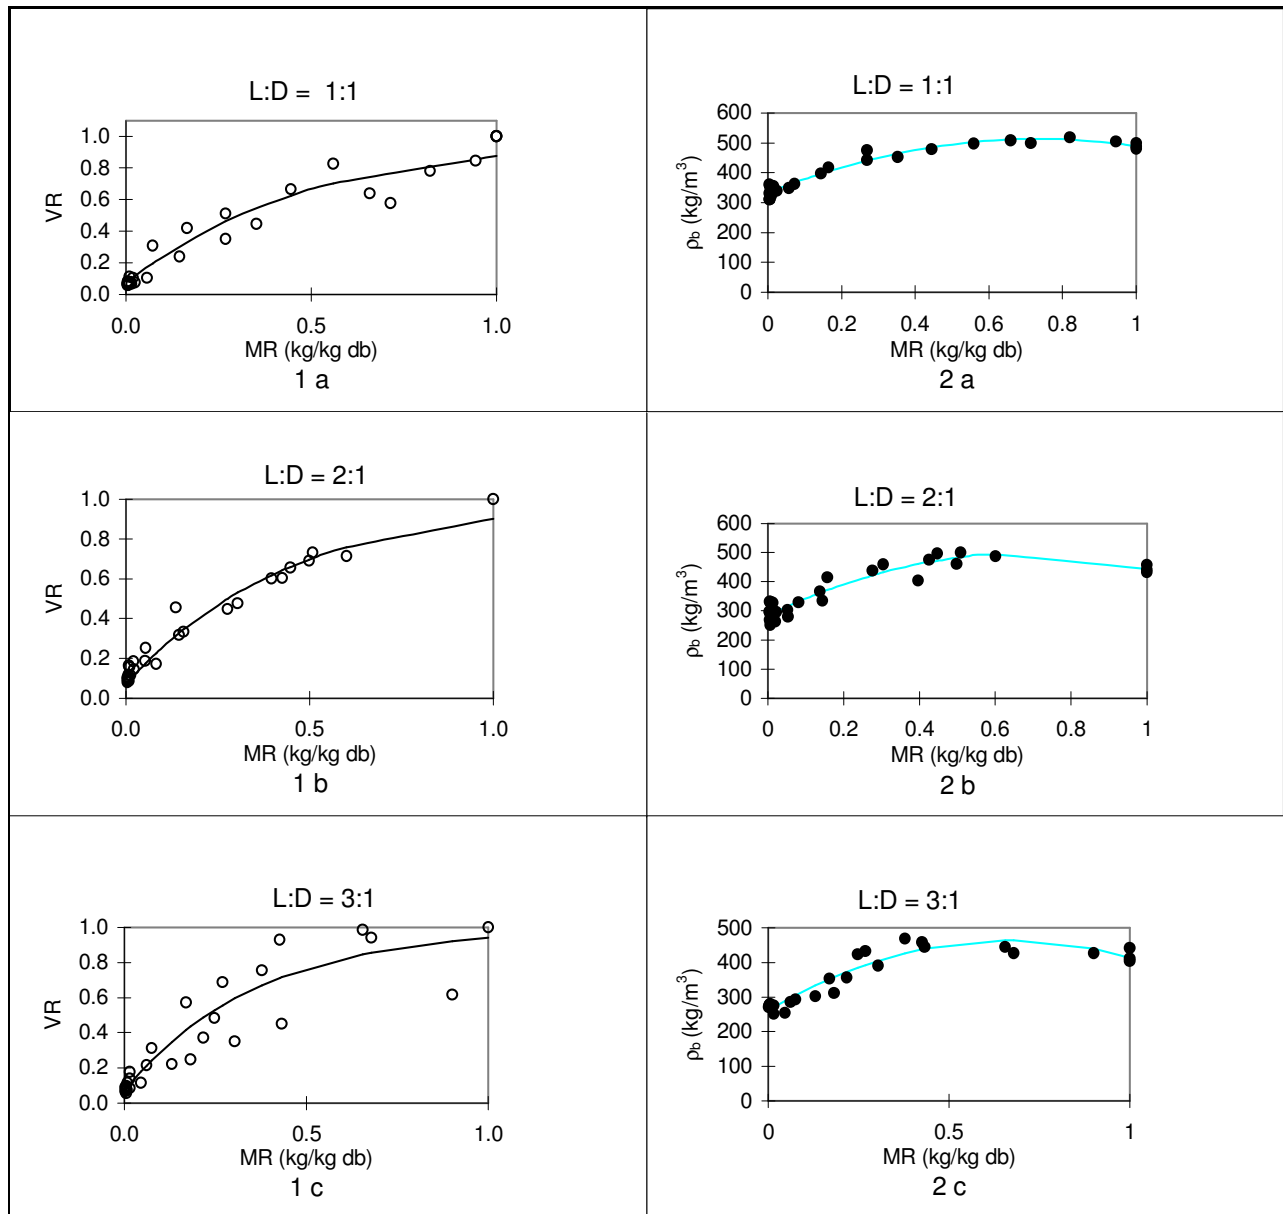 L:D = 1:1
VR
1.0
0.8
0.6
0.4
0.2
0.0
0.0 0.5 1.0
MR (kg/kg db)
1 a
L:D = 1:1
ρb (kg/m³)
600
500
400
300
200
100
0
0 0.2 0.4 0.6 0.8 1
MR (kg/kg db)
2 a
L:D = 2:1
VR
1.0
0.8
0.6
0.4
0.2
0.0
0.0 0.5 1.0
MR (kg/kg db)
1 b
L:D = 2:1
ρb (kg/m³)
600
500
400
300
200
100
0
0 0.2 0.4 0.6 0.8 1
MR (kg/kg db)
2 b
L:D = 3:1
VR
1.0
0.8
0.6
0.4
0.2
0.0
0.0 1.0
MR (kg/kg db)
1 c
L:D = 3:1
ρb (kg/m³)
500
400
300
200
100
0
0 0.5 1
MR (kg/kg db)
2 c